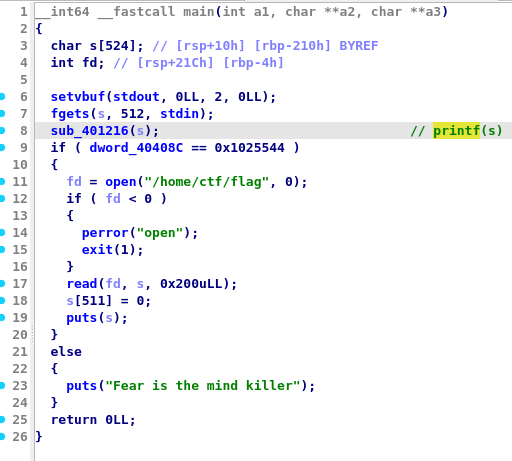 1 __int64 __fastcall main(int a1, char **a2, char **a3)
2 {
3 char s[524]; // [rsp+10h] [rbp-210h] BYREF
4 int fd; // [rsp+21Ch] [rbp-4h]
5
6 setvbuf(stdout, 0LL, 2, 0LL);
7 fgets(s, 512, stdin);
8 sub_401216(s); // printf(s)
9 if ( dword_40408C == 0x1025544 )
10 {
11 fd = open("/home/ctf/flag", 0);
12 if ( fd < 0 )
13 {
14 perror("open");
15 exit(1);
16 }
17 read(fd, s, 0x200uLL);
18 s[511] = 0;
19 puts(s);
20 }
21 else
22 {
23 puts("Fear is the mind killer");
24 }
25 return 0LL;
26 }